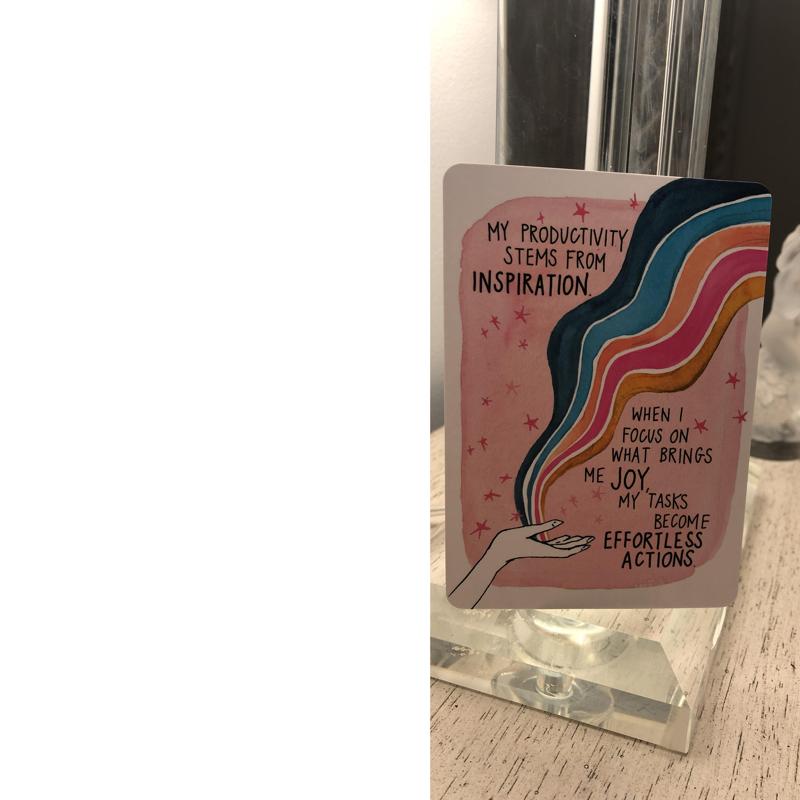 MY PRODUCTIVITY
STEMS FROM
INSPIRATION.
WHEN I
FOCUS ON
WHAT BRINGS
ME JOY,
MY TASKS
BECOME
EFFORTLESS
ACTIONS.